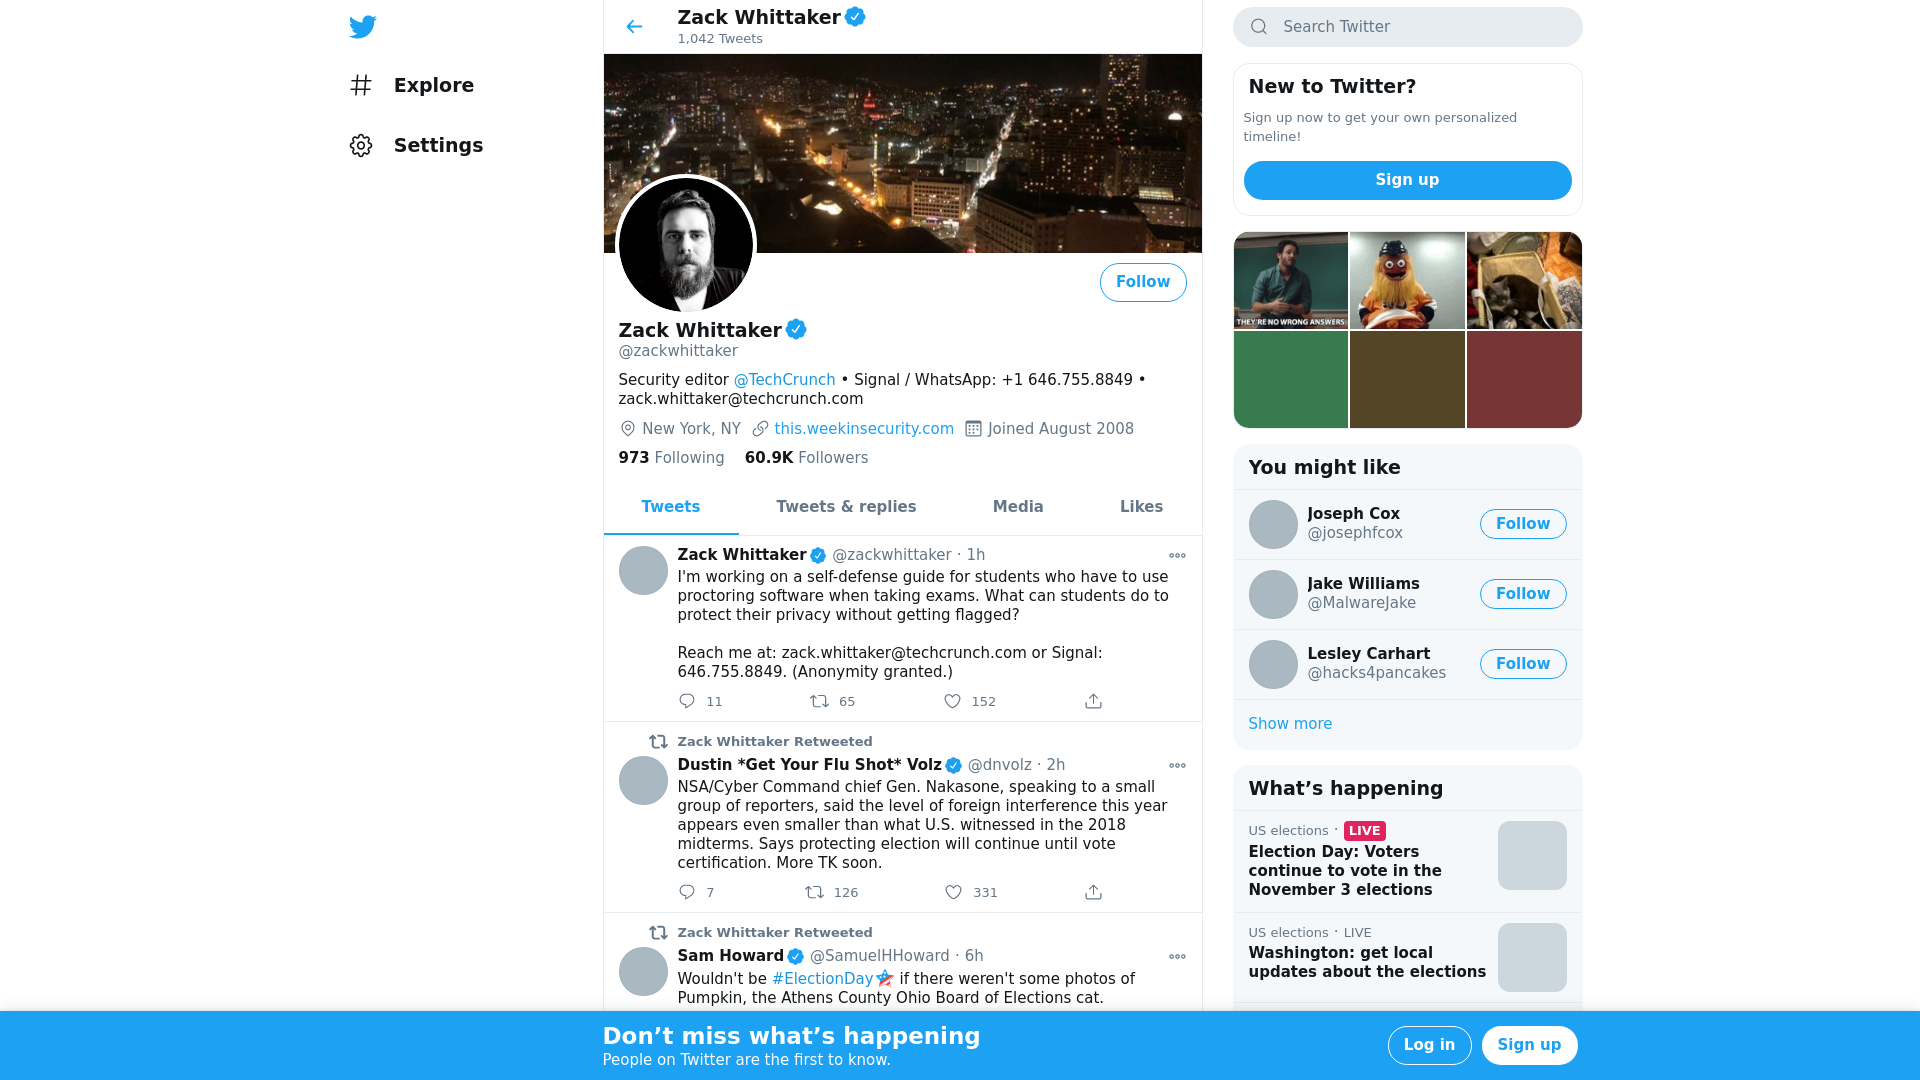 Explore
Settings
Zack Whittaker
1,042 Tweets
Follow
Zack Whittaker
@zackwhittaker
Security editor @TechCrunch • Signal / WhatsApp: +1 646.755.8849 •
zack.whittaker@techcrunch.com
New York, NY this.weekinsecurity.com Joined August 2008
973 Following 60.9K Followers
Tweets Tweets & replies Media Likes
Zack Whittaker @zackwhittaker · 1h
I'm working on a self-defense guide for students who have to use
proctoring software when taking exams. What can students do to
protect their privacy without getting flagged?
Reach me at: zack.whittaker@techcrunch.com or Signal:
646.755.8849. (Anonymity granted.)
11 65 152
Zack Whittaker Retweeted
Dustin *Get Your Flu Shot* Volz @dnvolz · 2h
NSA/Cyber Command chief Gen. Nakasone, speaking to a small
group of reporters, said the level of foreign interference this year
appears even smaller than what U.S. witnessed in the 2018
midterms. Says protecting election will continue until vote
certification. More TK soon.
7 126 331
Zack Whittaker Retweeted
Sam Howard @SamuelHHoward · 6h
Wouldn't be #ElectionDay if there weren't some photos of
Pumpkin, the Athens County Ohio Board of Elections cat.
Search Twitter
New to Twitter?
Sign up now to get your own personalized
timeline!
Sign up
THEY'RE NO WRONG ANSWERS
You might like
Joseph Cox
@josephfcox
Follow
Jake Williams
@MalwareJake
Follow
Lesley Carhart
@hacks4pancakes
Follow
Show more
What's happening
US elections · LIVE
Election Day: Voters
continue to vote in the
November 3 elections
US elections · LIVE
Washington: get local
updates about the elections
Don't miss what's happening
People on Twitter are the first to know.
Log in
Sign up